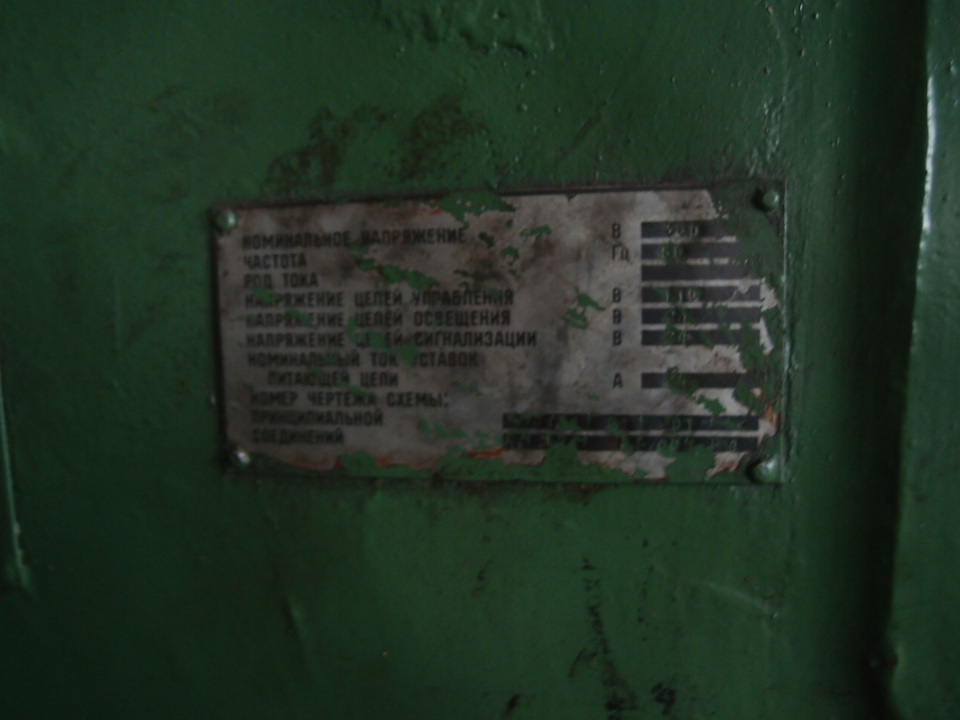 НОМИНАЛЬНОЕ НАПРЯЖЕНИЕ В
ЧАСТОТА Гц
РОД ТОКА
НАПРЯЖЕНИЕ ЦЕПЕЙ УПРАВЛЕНИЯ В 110
НАПРЯЖЕНИЕ ЦЕПЕЙ ОСВЕЩЕНИЯ В
НАПРЯЖЕНИЕ ЦЕПЕЙ СИГНАЛИЗАЦИИ В
НОМИНАЛЬНЫЙ ТОК УСТАВОК
ПИТАЮЩЕЙ ЦЕПИ А
НОМЕР ЧЕРТЕЖА СХЕМЫ:
ПРИНЦИПИАЛЬНОЙ
СОЕДИНЕНИЙ